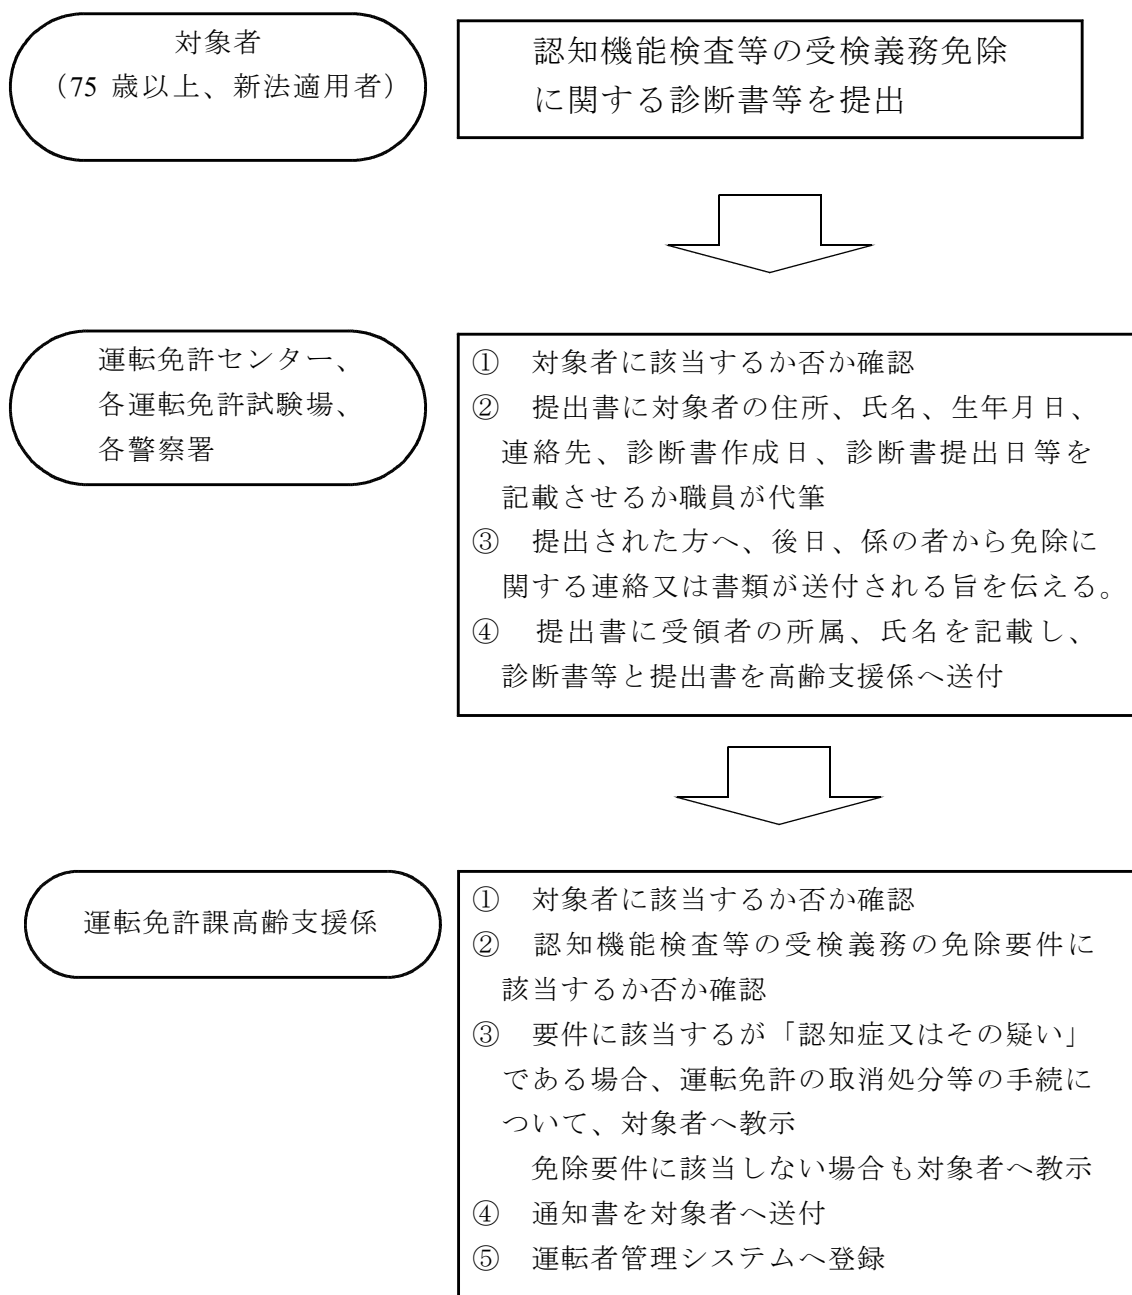 対象者
（75 歳以上、新法適用者）
認知機能検査等の受検義務免除
に関する診断書等を提出
運転免許センター、
各運転免許試験場、
各警察署
① 対象者に該当するか否か確認
② 提出書に対象者の住所、氏名、生年月日、
連絡先、診断書作成日、診断書提出日等を
記載させるか職員が代筆
③ 提出された方へ、後日、係の者から免除に
関する連絡又は書類が送付される旨を伝える。
④ 提出書に受領者の所属、氏名を記載し、
診断書等と提出書を高齢支援係へ送付
運転免許課高齢支援係
① 対象者に該当するか否か確認
② 認知機能検査等の受検義務の免除要件に
該当するか否か確認
③ 要件に該当するが「認知症又はその疑い」
である場合、運転免許の取消処分等の手続に
ついて、対象者へ教示
免除要件に該当しない場合も対象者へ教示
④ 通知書を対象者へ送付
⑤ 運転者管理システムへ登録